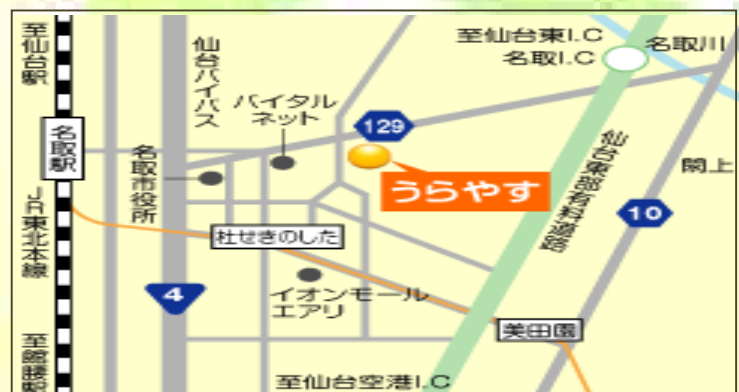 至仙台駅
仙台バイパス
至仙台東I.C
名取I.C
名取川
バイタル
ネット
129
名取駅
名取市役所
うらやす
仙台東部有料道路
閖上
10
JR東北本線
杜せきのした
4
イオンモール
エアリ
美田園
至館腰駅
至仙台空港I.C